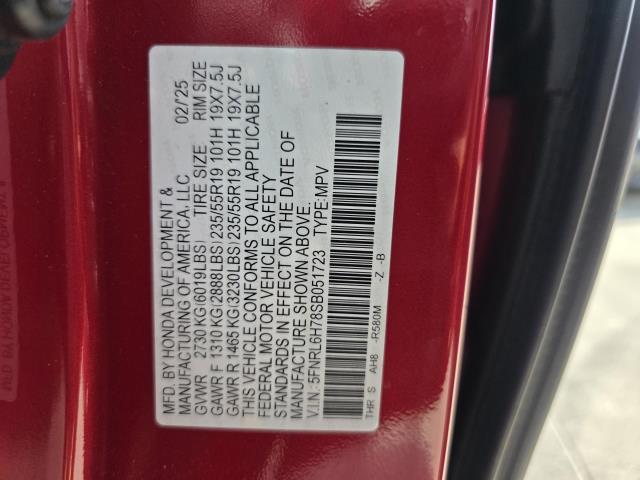 MFD. BY HONDA DEVELOPMENT & 02/'25
MANUFACTURING OF AMERICA, LLC
GVWR 2730 KG(6019LBS) TIRE SIZE RIM SIZE
GAWR F 1310 KG(2888LBS) 235/55R19 101H 19X7.5J
GAWR R 1465 KG(3230LBS) 235/55R19 101H 19X7.5J
THIS VEHICLE CONFORMS TO ALL APPLICABLE
FEDERAL MOTOR VEHICLE SAFETY
STANDARDS IN EFFECT ON THE DATE OF
MANUFACTURE SHOWN ABOVE.
V.I.N.:5FNRL6H78SB051723 TYPE:MPV
THR S AH8 -R580M -Z -B